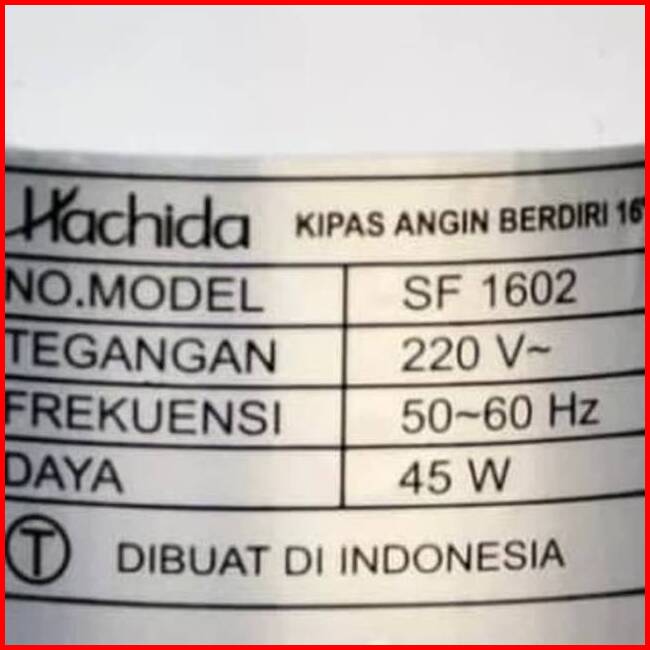 Hachida KIPAS ANGIN BERDIRI 16"
NO.MODEL SF 1602
TEGANGAN 220 V~
FREKUENSI 50~60 Hz
DAYA 45 W
T DIBUAT DI INDONESIA